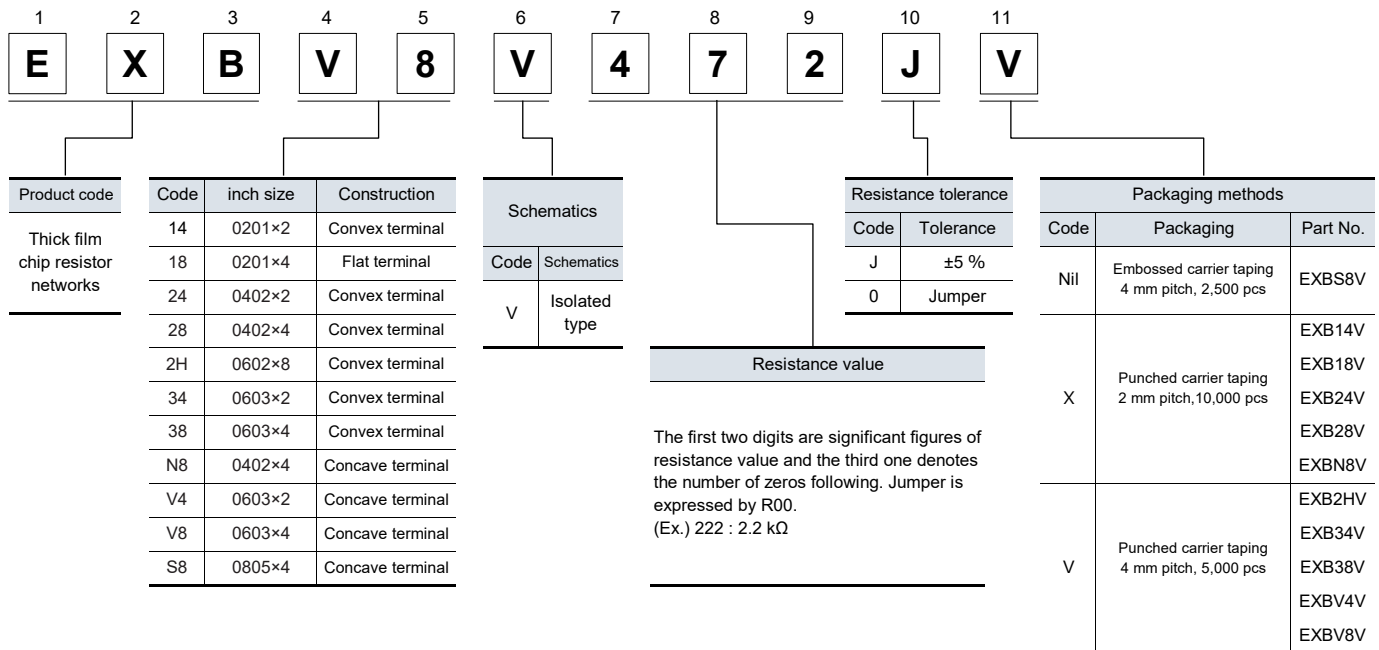 1 2 3 4 5 6 7 8 9 10 11
E X B V 8 V 4 7 2 J V
Product code
Thick film
chip resistor
networks
Code inch size Construction
14 0201×2 Convex terminal
18 0201×4 Flat terminal
24 0402×2 Convex terminal
28 0402×4 Convex terminal
2H 0602×8 Convex terminal
34 0603×2 Convex terminal
38 0603×4 Convex terminal
N8 0402×4 Concave terminal
V4 0603×2 Concave terminal
V8 0603×4 Concave terminal
S8 0805×4 Concave terminal
Schematics
Code Schematics
V Isolated
type
Resistance value
The first two digits are significant figures of
resistance value and the third one denotes
the number of zeros following. Jumper is
expressed by R00.
(Ex.) 222 : 2.2 kΩ
Resistance tolerance
Code Tolerance
J ±5 %
0 Jumper
Packaging methods
Code Packaging Part No.
Nil Embossed carrier taping
4 mm pitch, 2,500 pcs
EXBS8V
X Punched carrier taping
2 mm pitch,10,000 pcs
EXB14V
EXB18V
EXB24V
EXB28V
EXBN8V
V Punched carrier taping
4 mm pitch, 5,000 pcs
EXB2HV
EXB34V
EXB38V
EXBV4V
EXBV8V